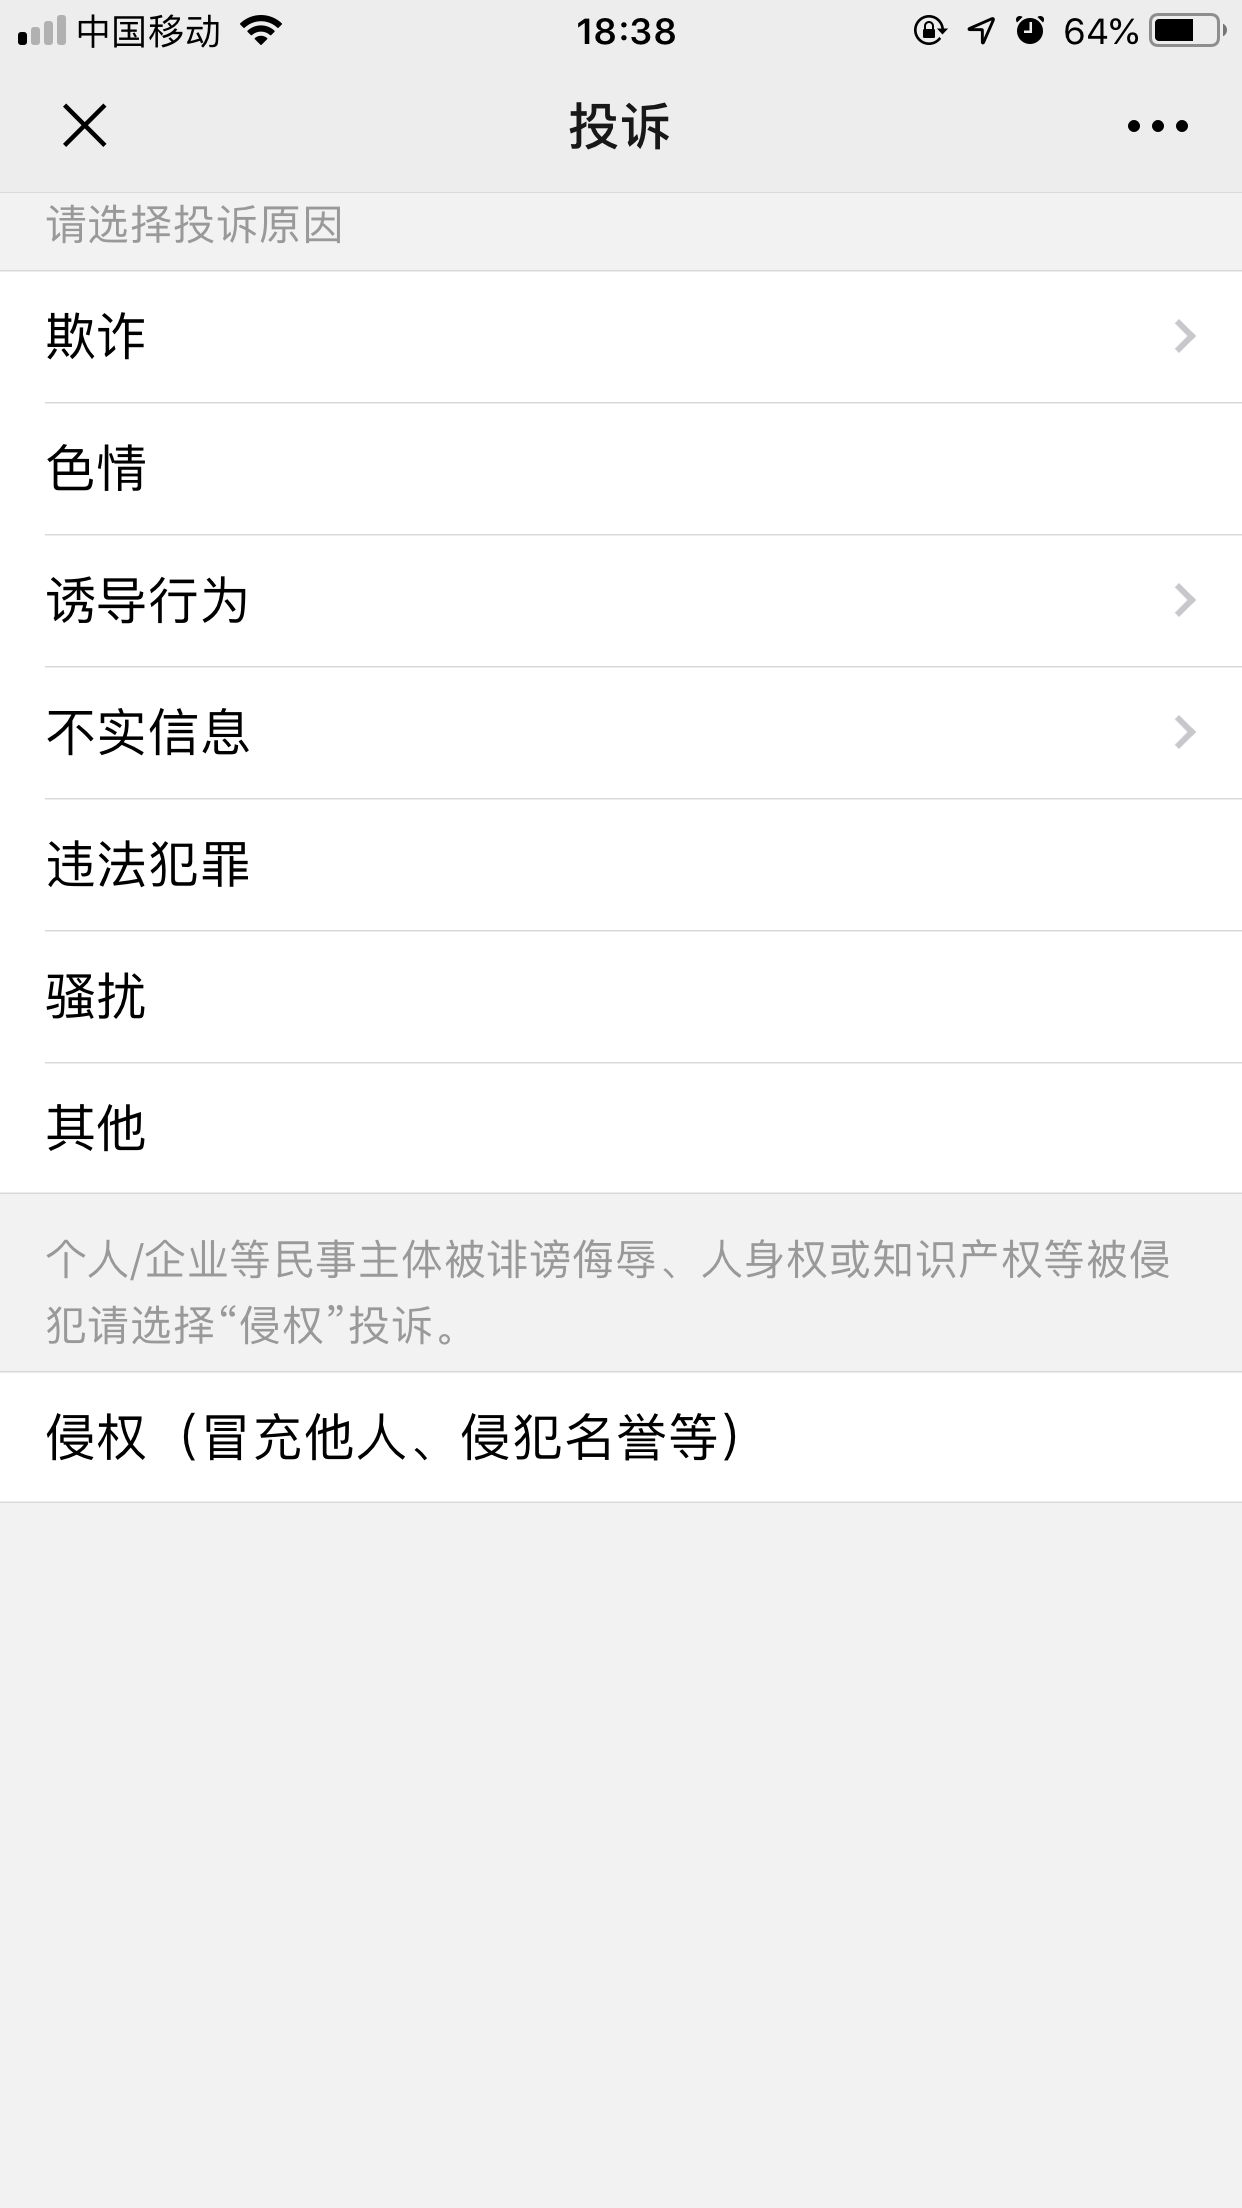 中国移动 18:38 64%
投诉
请选择投诉原因
欺诈
色情
诱导行为
不实信息
违法犯罪
骚扰
其他
个人/企业等民事主体被诽谤侮辱、人身权或知识产权等被侵
犯请选择“侵权”投诉。
侵权（冒充他人、侵犯名誉等）